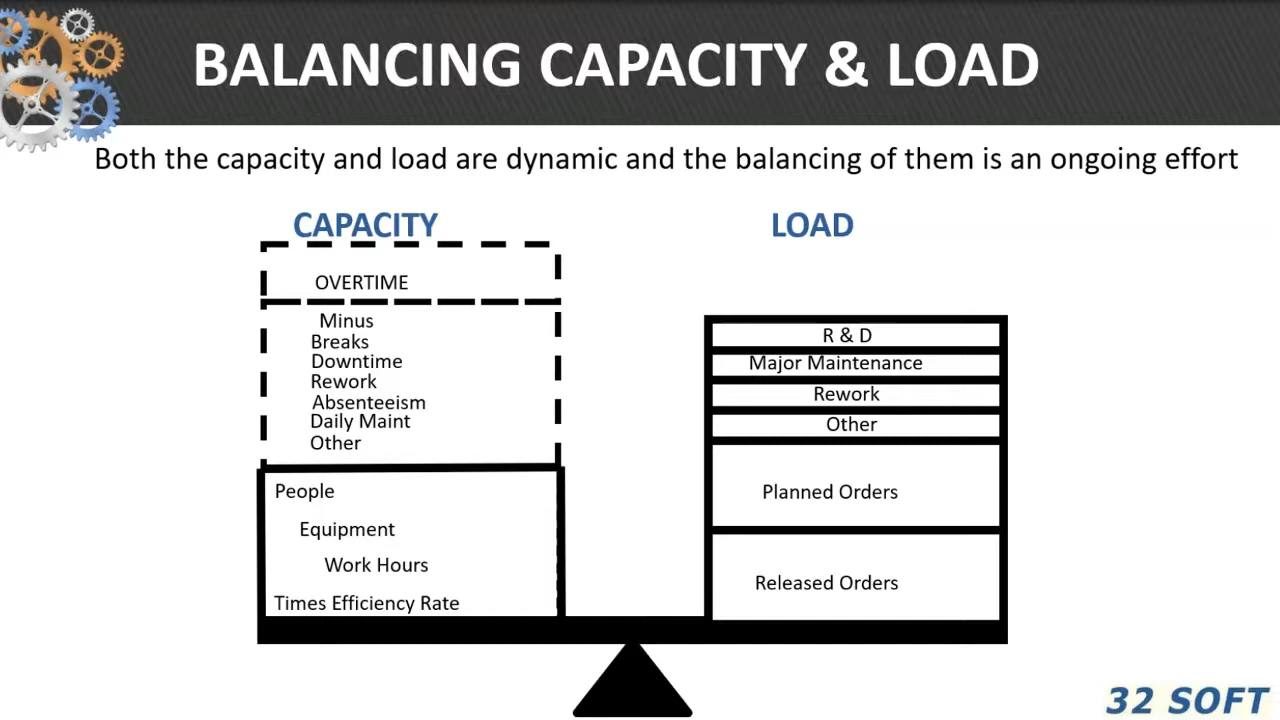 BALANCING CAPACITY & LOAD
Both the capacity and load are dynamic and the balancing of them is an ongoing effort
CAPACITY
OVERTIME
Minus
Breaks
Downtime
Rework
Absenteeism
Daily Maint
Other
People
Equipment
Work Hours
Times Efficiency Rate
LOAD
R & D
Major Maintenance
Rework
Other
Planned Orders
Released Orders
32 SOFT